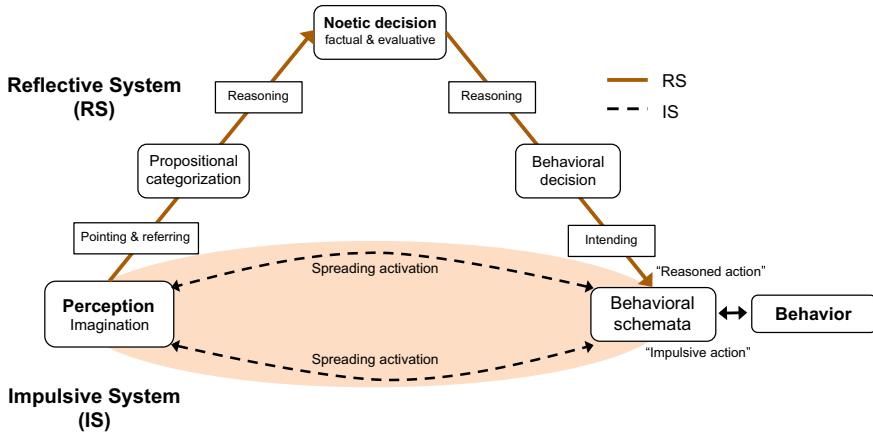 Noetic decision
factual & evaluative
Reflective System
(RS)
Reasoning
Reasoning
RS
IS
Propositional
categorization
Behavioral
decision
Pointing & referring
Intending
Spreading activation
"Reasoned action"
Perception
Imagination
Behavioral
schemata
Behavior
Spreading activation
"Impulsive action"
Impulsive System
(IS)